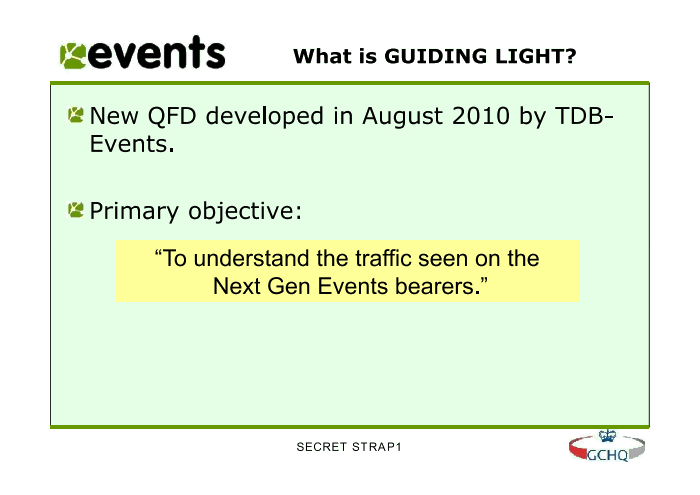 events
What is GUIDING LIGHT?
New QFD developed in August 2010 by TDB-
Events.
Primary objective:
“To understand the traffic seen on the
Next Gen Events bearers.”
SECRET STRAP1
GCHQ